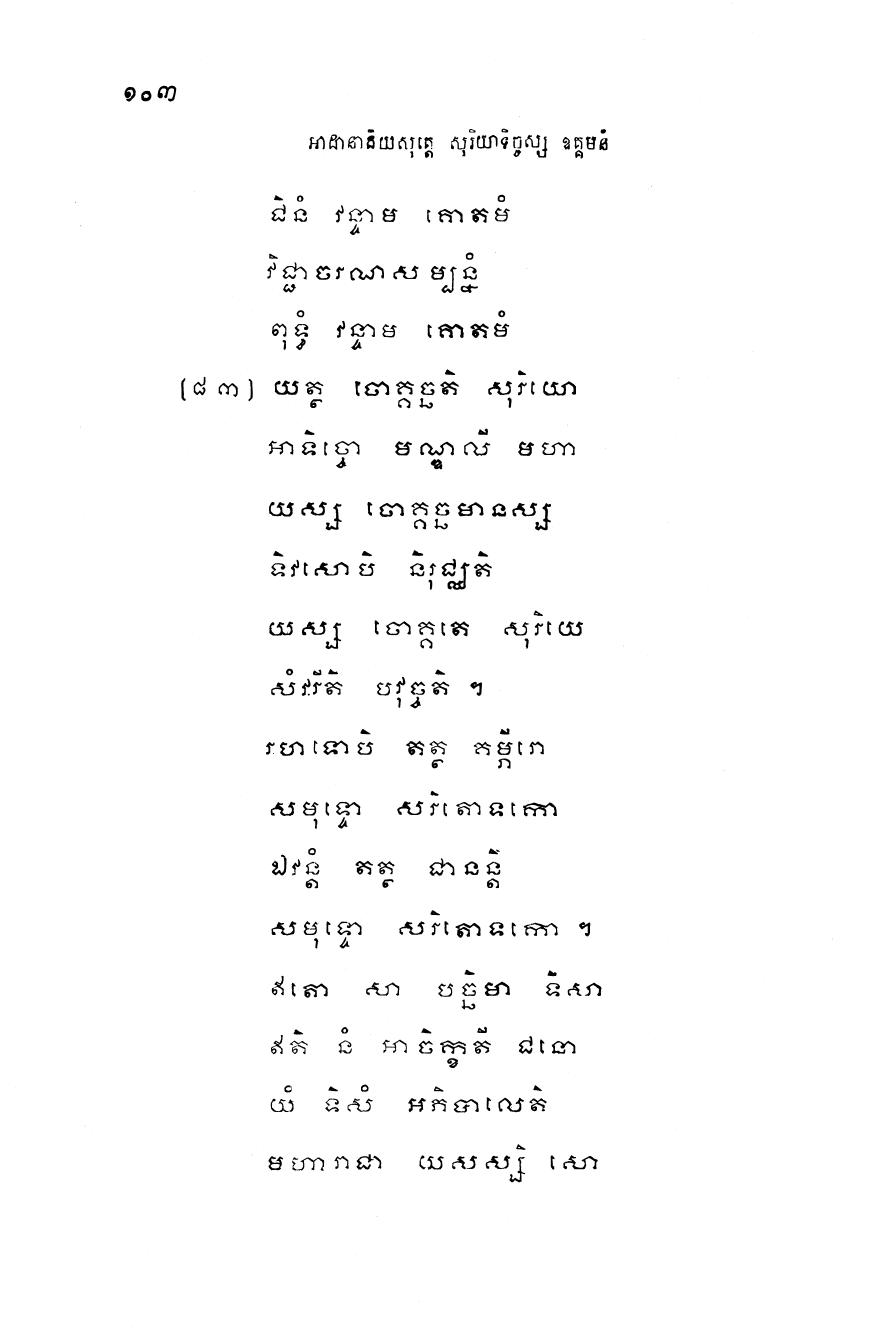 ១០៣
អាដានាដិយសុត្តេ សុរិយាទិច្ចស្ស ឧគ្គមនំ
ជិនំ វន្ទាម គោតមំ
វិជ្ជាចរណសម្បន្នំ
ពុទ្ធំ វន្ទាម គោតមំ
(៨៣) យត្ថ ចោគ្គច្ឆតិ សុរិយោ
អាទិច្ចោ មណ្ឌលី មហា
យស្ស ចោគ្គច្ឆមានស្ស
ទិវសោបិ និរុជ្ឈតិ
យស្ស ចោគ្គតេ សុរិយេ
សំវរីតិ បវុច្ចតិ ។
រហទោបិ តត្ថ គម្ភីរោ
សមុទ្ទោ សរិតោទកោ
ឯវន្តំ តត្ថ ជានន្តិ
សមុទ្ទោ សរិតោទកោ ។
ឥតោ សា បច្ឆិមា ទិសា
ឥតិ នំ អាចិក្ខតី ជនោ
យំ ទិសំ អភិបាលេតិ
មហារាជា យសស្សិ សោ